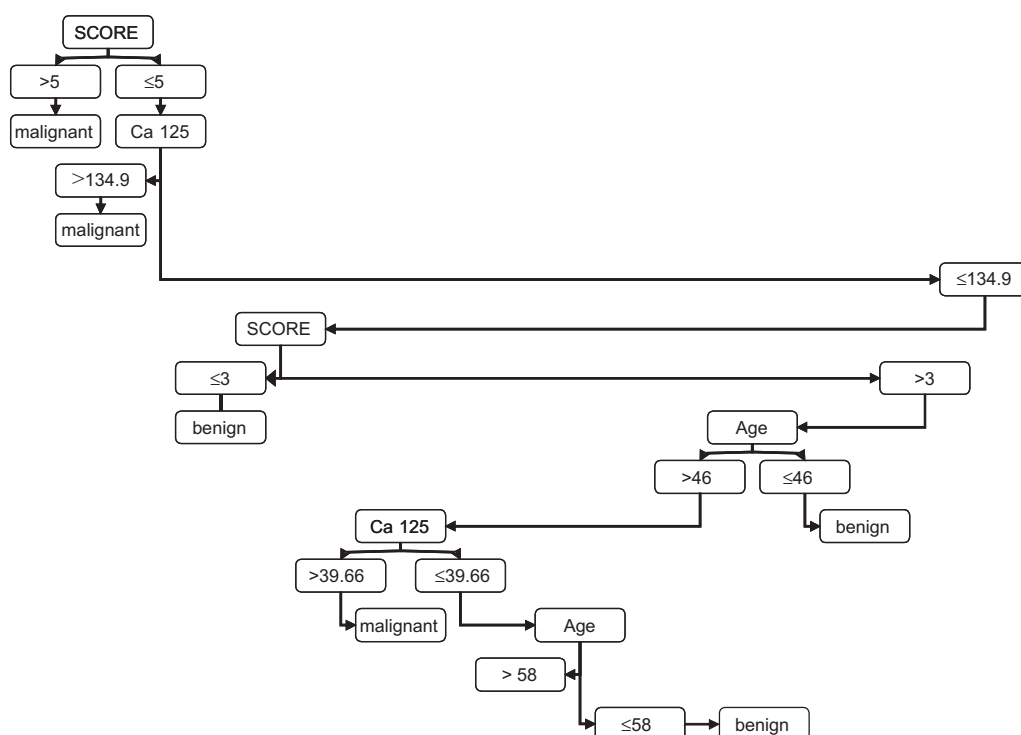 SCORE
>5
≤5
malignant
Ca 125
>134.9
malignant
≤134.9
SCORE
≤3
>3
benign
Age
>46
≤46
Ca 125
benign
>39.66
≤39.66
malignant
Age
> 58
≤58
benign